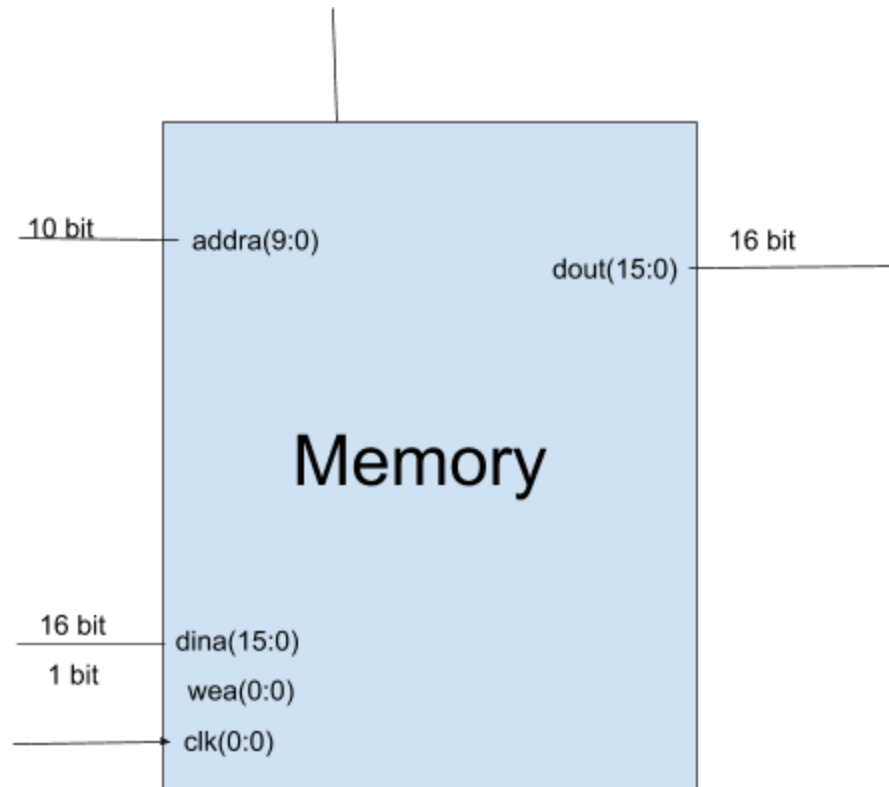 10 bit
addra(9:0)
16 bit
dout(15:0)
Memory
16 bit
dina(15:0)
1 bit
wea(0:0)
clk(0:0)